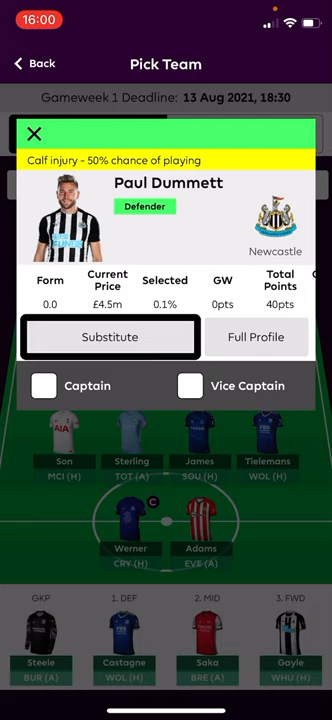 16:00
Back
Pick Team
Gameweek 1 Deadline: 13 Aug 2021, 18:30
Calf injury - 50% chance of playing
Paul Dummett
Defender
Newcastle
Form Current Price Selected GW Total Points
0.0 £4.5m 0.1% 0pts 40pts
Substitute Full Profile
Captain Vice Captain
AIA
Son Sterling James Tielemans
MCI (H) TOT (A) SOU (H) WOL (H)
C
Werner Adams
CRY (H) EVE (A)
GKP 1. DEF 2. MID 3. FWD
Steele Castagne Saka Gayle
BUR (A) WOL (H) BRE (A) WHU (H)